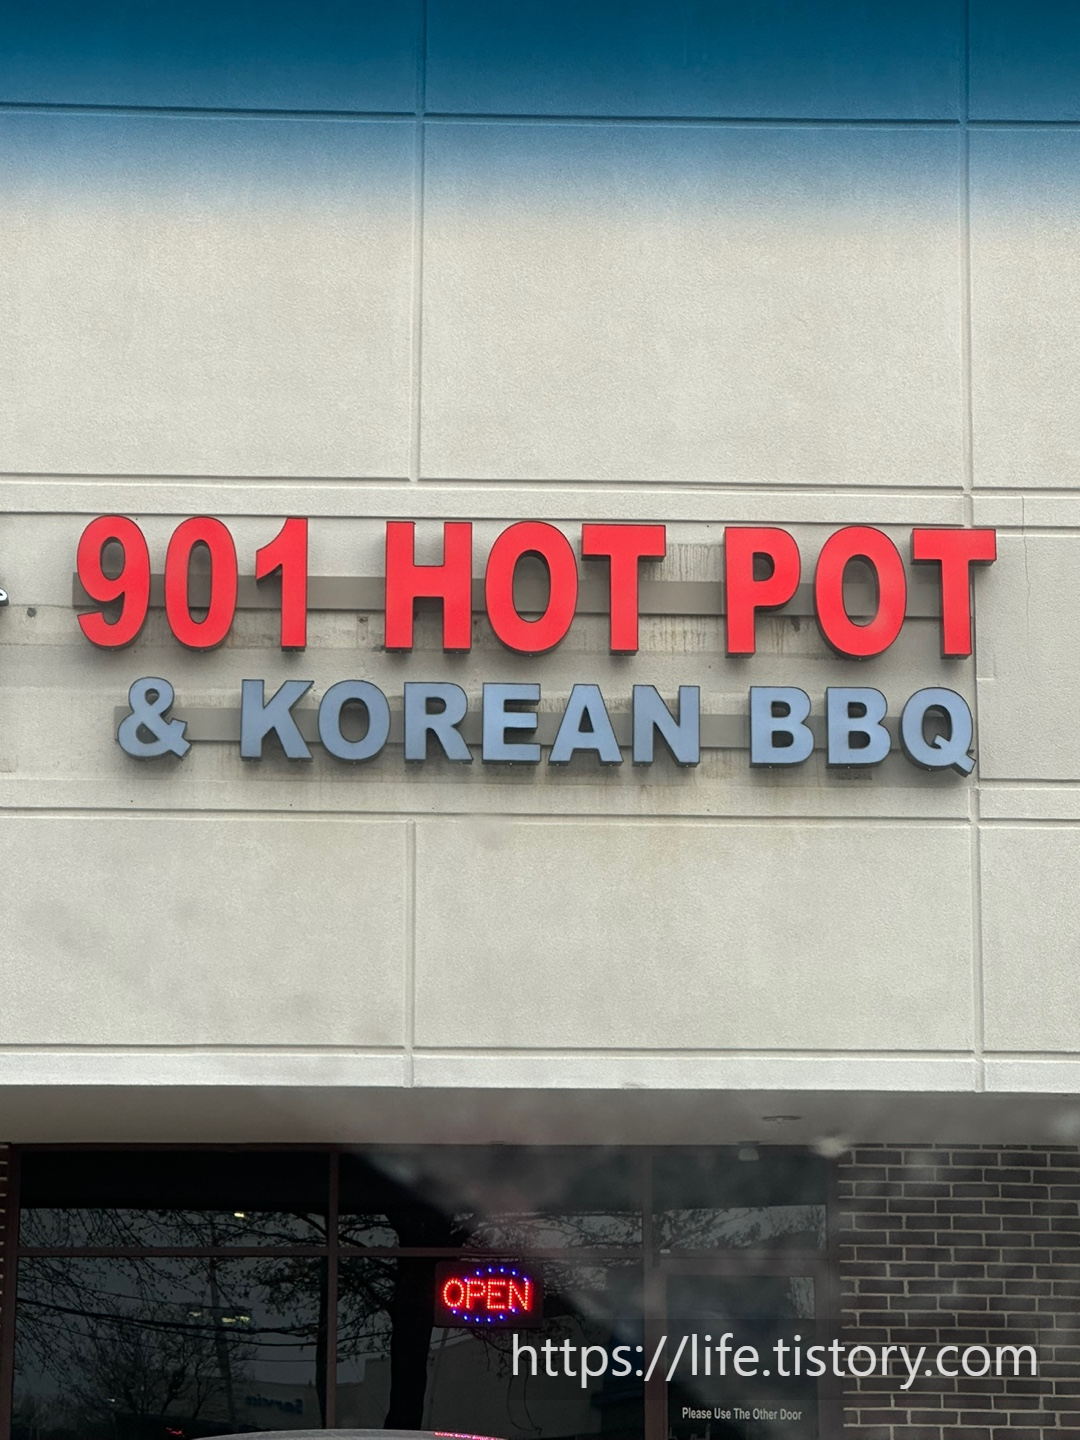 901 HOT POT
& KOREAN BBQ
OPEN
https://life.tistory.com
Please Use The Other Door